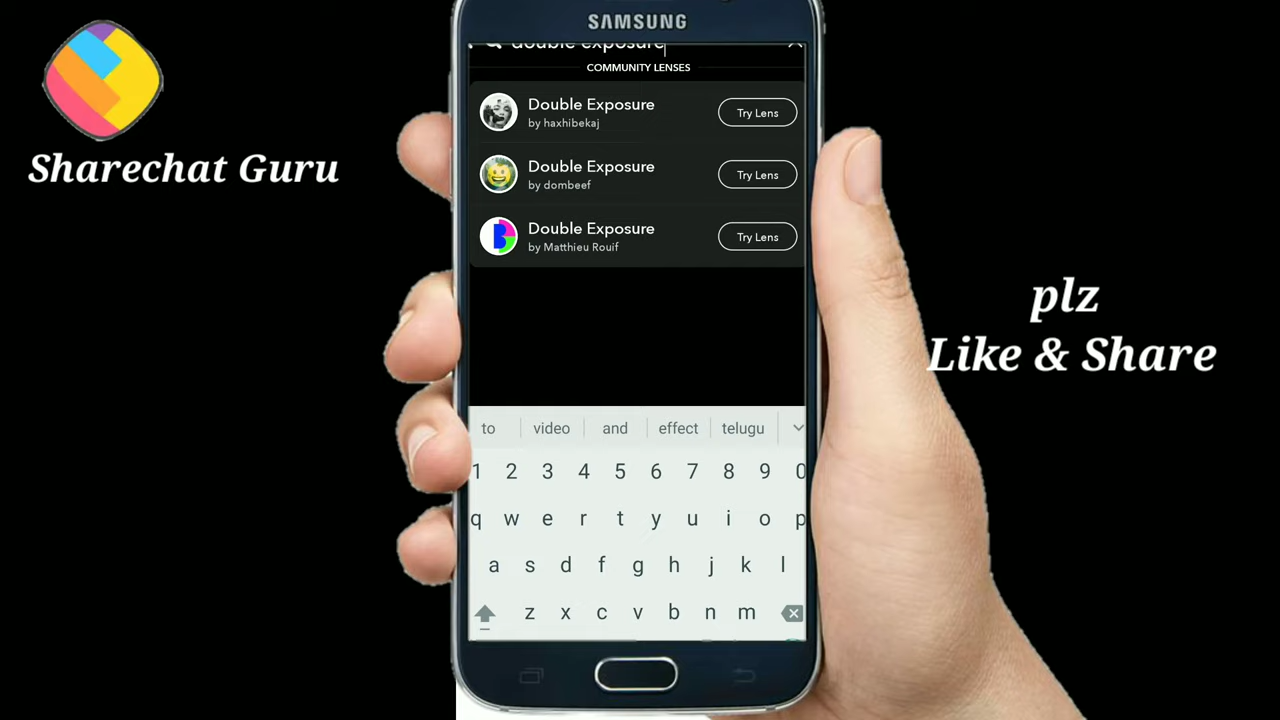 SAMSUNG
double exposure
COMMUNITY LENSES
Double Exposure
by haxhibekaj
Try Lens
Double Exposure
by dombeef
Try Lens
Double Exposure
by Matthieu Rouif
Try Lens
to video and effect telugu
1 2 3 4 5 6 7 8 9 0
q w e r t y u i o p
a s d f g h j k l
z x c v b n m
Sharechat Guru
plz
Like & Share